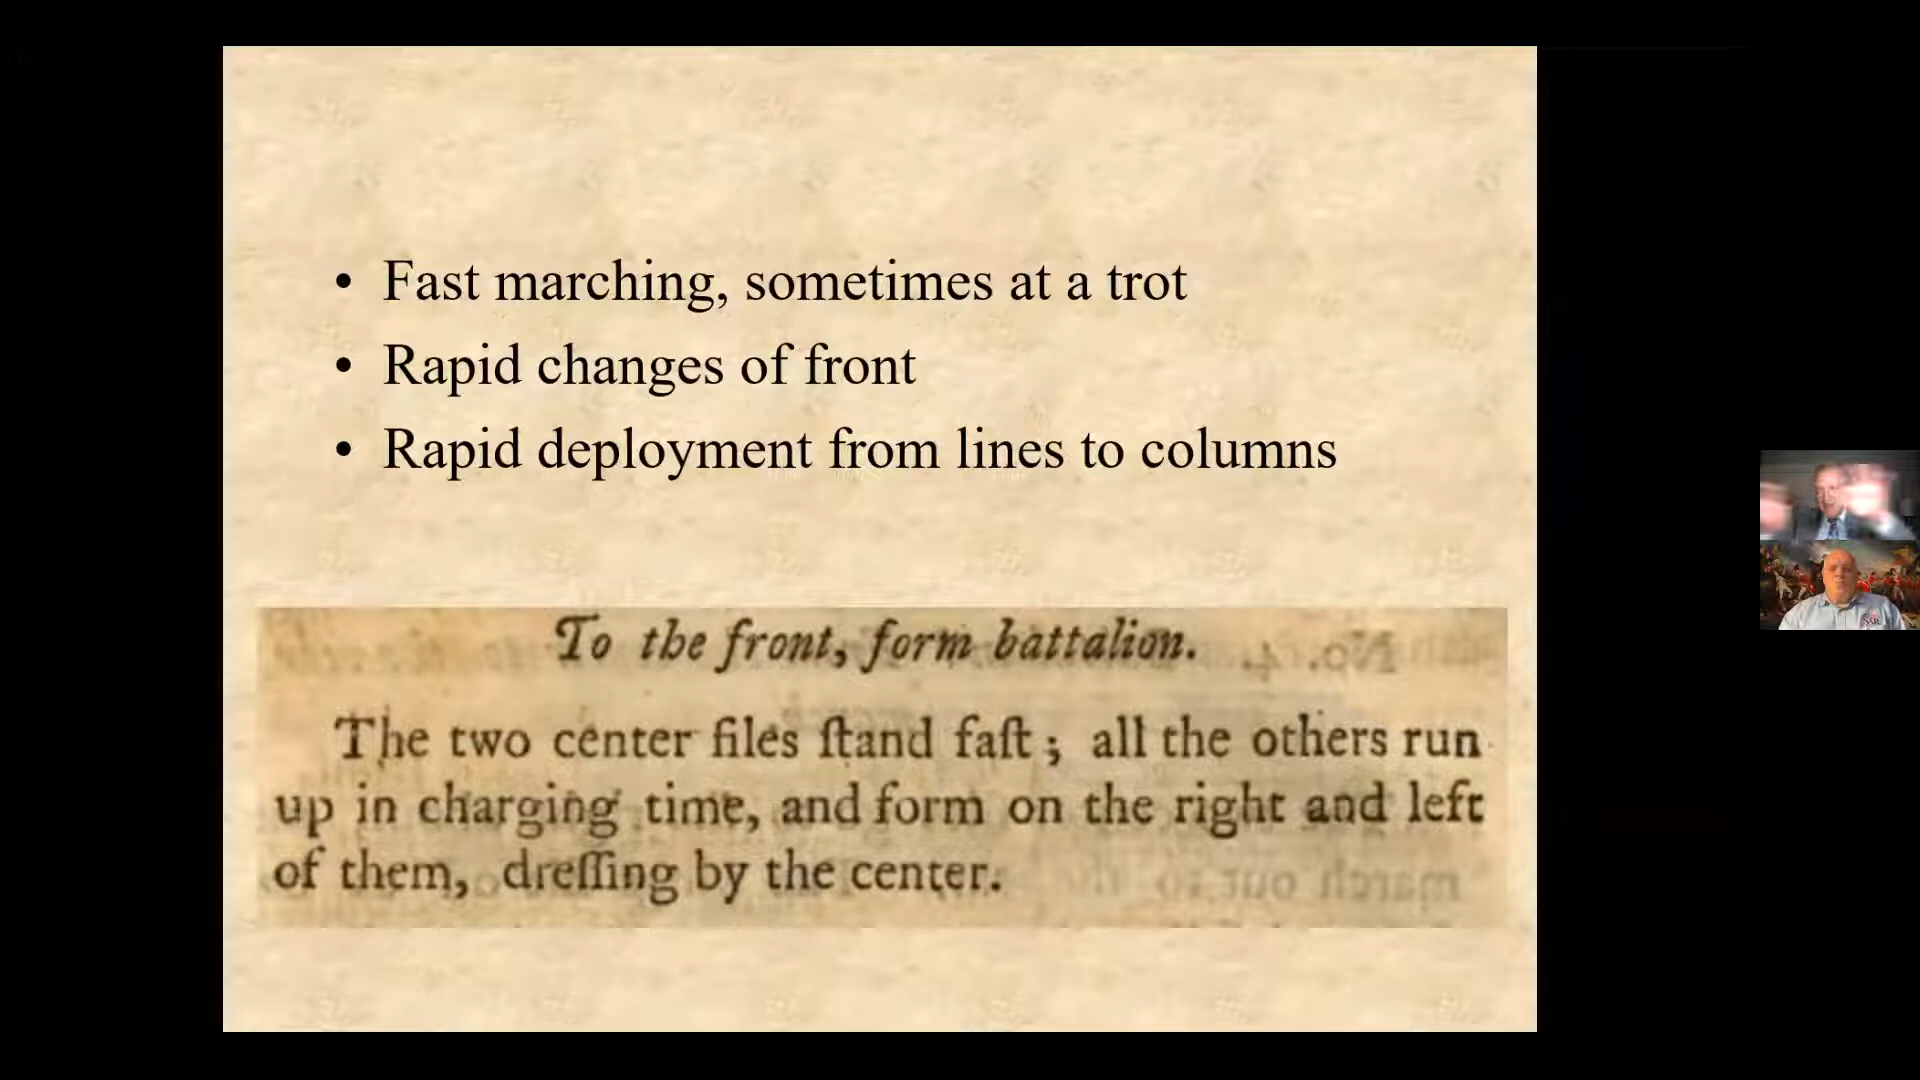 • Fast marching, sometimes at a trot
• Rapid changes of front
• Rapid deployment from lines to columns
To the front, form battalion.
The two center files ſtand faſt; all the others run
up in charging time, and form on the right and left
of them, dreſſing by the center.
SAR